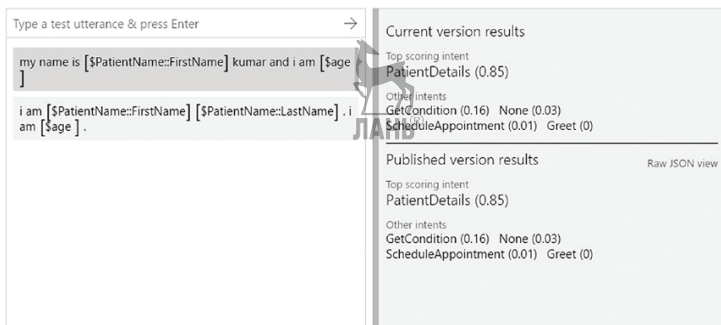 Type a test utterance & press Enter
my name is [$PatientName::FirstName] kumar and i am [$age
]
i am [$PatientName::FirstName] [$PatientName::LastName] . i
am [$age] .
Current version results
Top scoring intent
PatientDetails (0.85)
Other intents
GetCondition (0.16) None (0.03)
ScheduleAppointment (0.01) Greet (0)
ЛАНЬ®
Published version results
Raw JSON view
Top scoring intent
PatientDetails (0.85)
Other intents
GetCondition (0.16) None (0.03)
ScheduleAppointment (0.01) Greet (0)